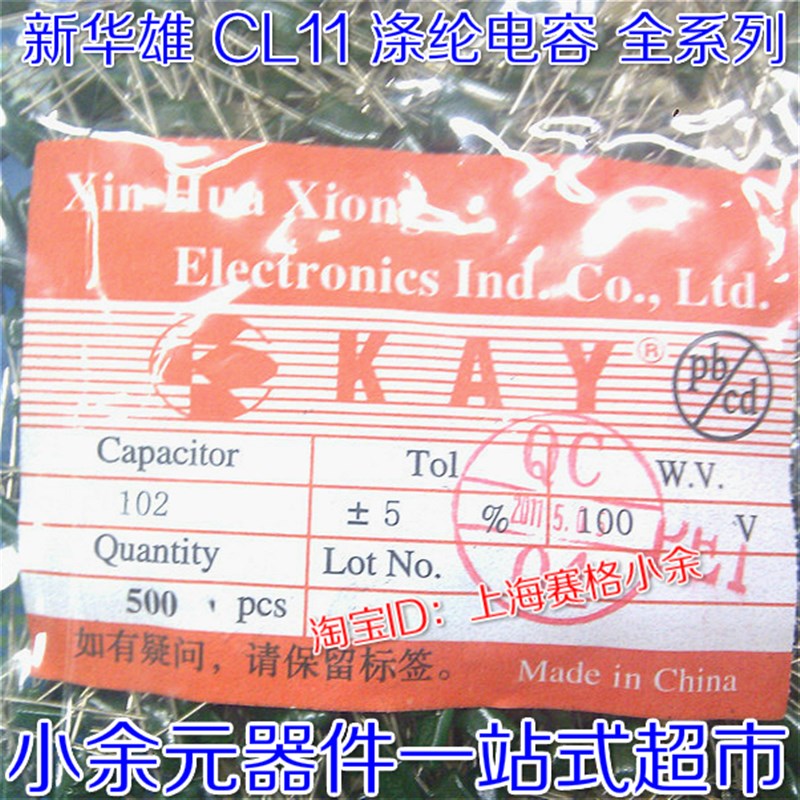 新华雄 CL11 涤纶电容 全系列
Xin Hua Xiong
Electronics Ind. Co., Ltd.
KAY®
pb/cd
Capacitor Tol W.V.
102 ±5 % 100 V
Quantity Lot No.
500 pcs
QC
PET
淘宝ID：上海赛格小余
如有疑问，请保留标签。
Made in China
小余元器件一站式超市